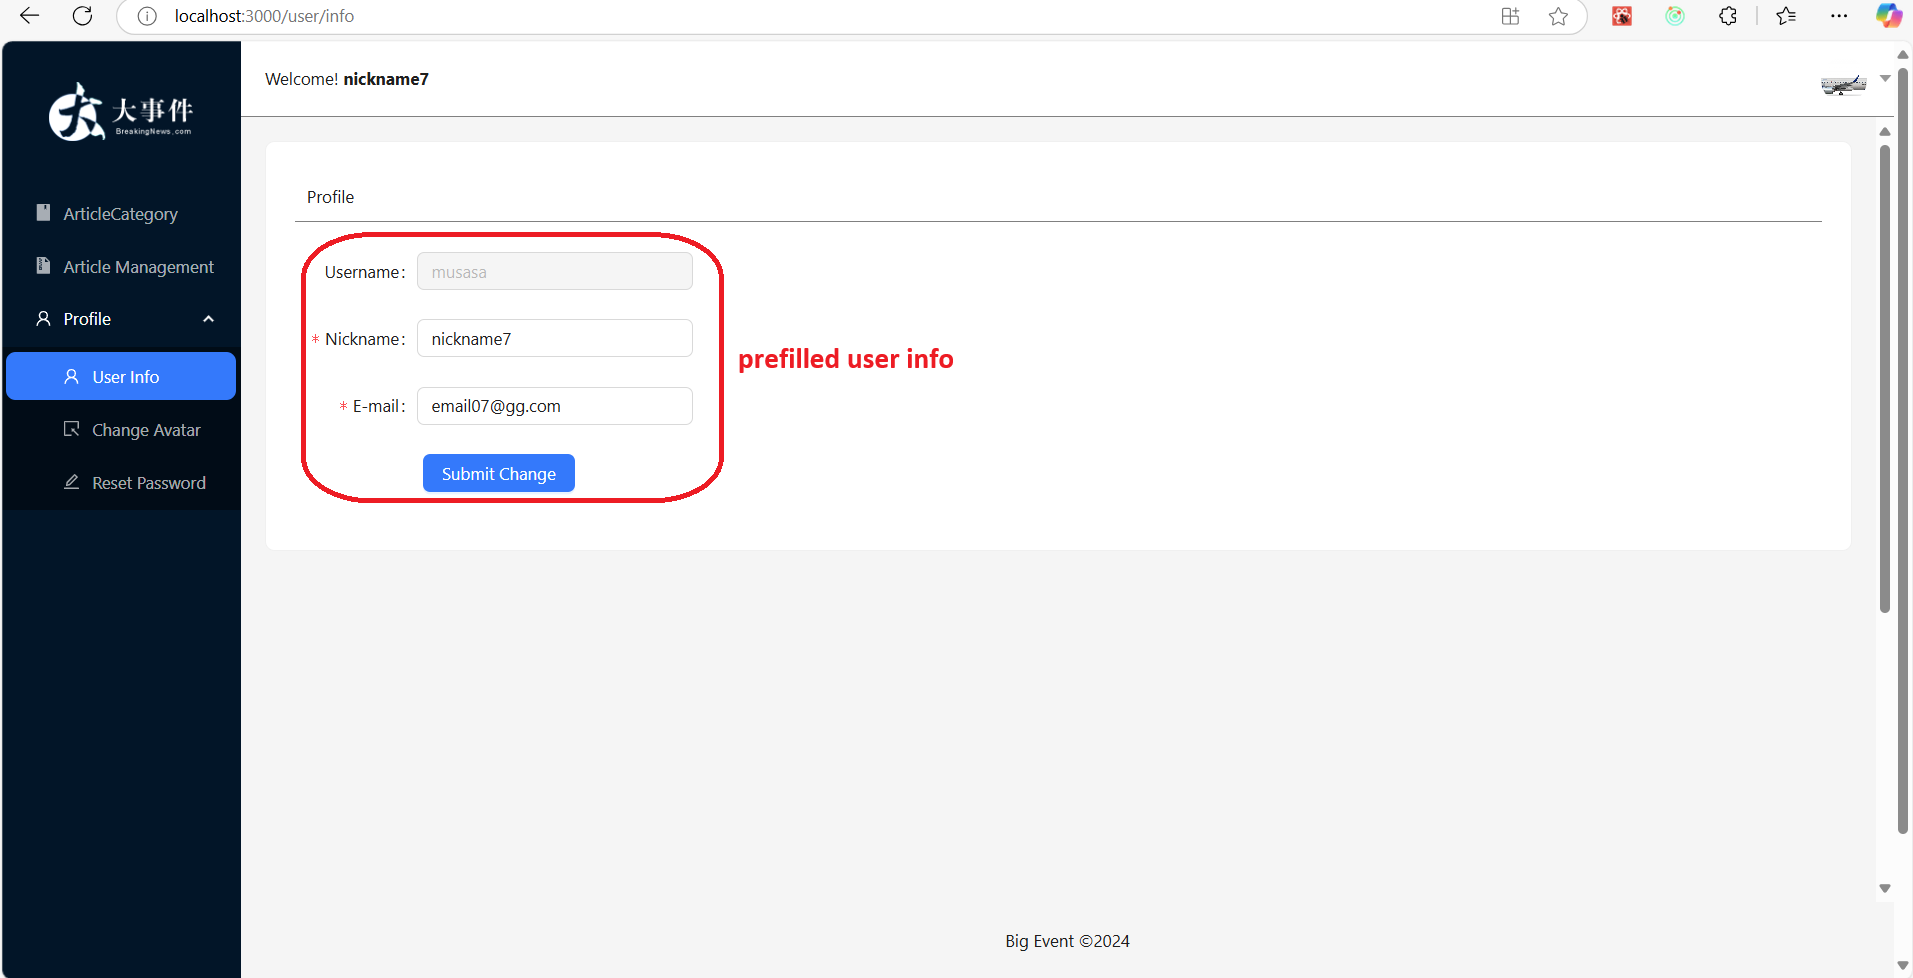 localhost:3000/user/info
大事件
BreakingNews.com
ArticleCategory
Article Management
Profile
User Info
Change Avatar
Reset Password
Welcome! nickname7
Profile
Username: musasa
* Nickname: nickname7
* E-mail: email07@gg.com
Submit Change
prefilled user info
Big Event ©2024